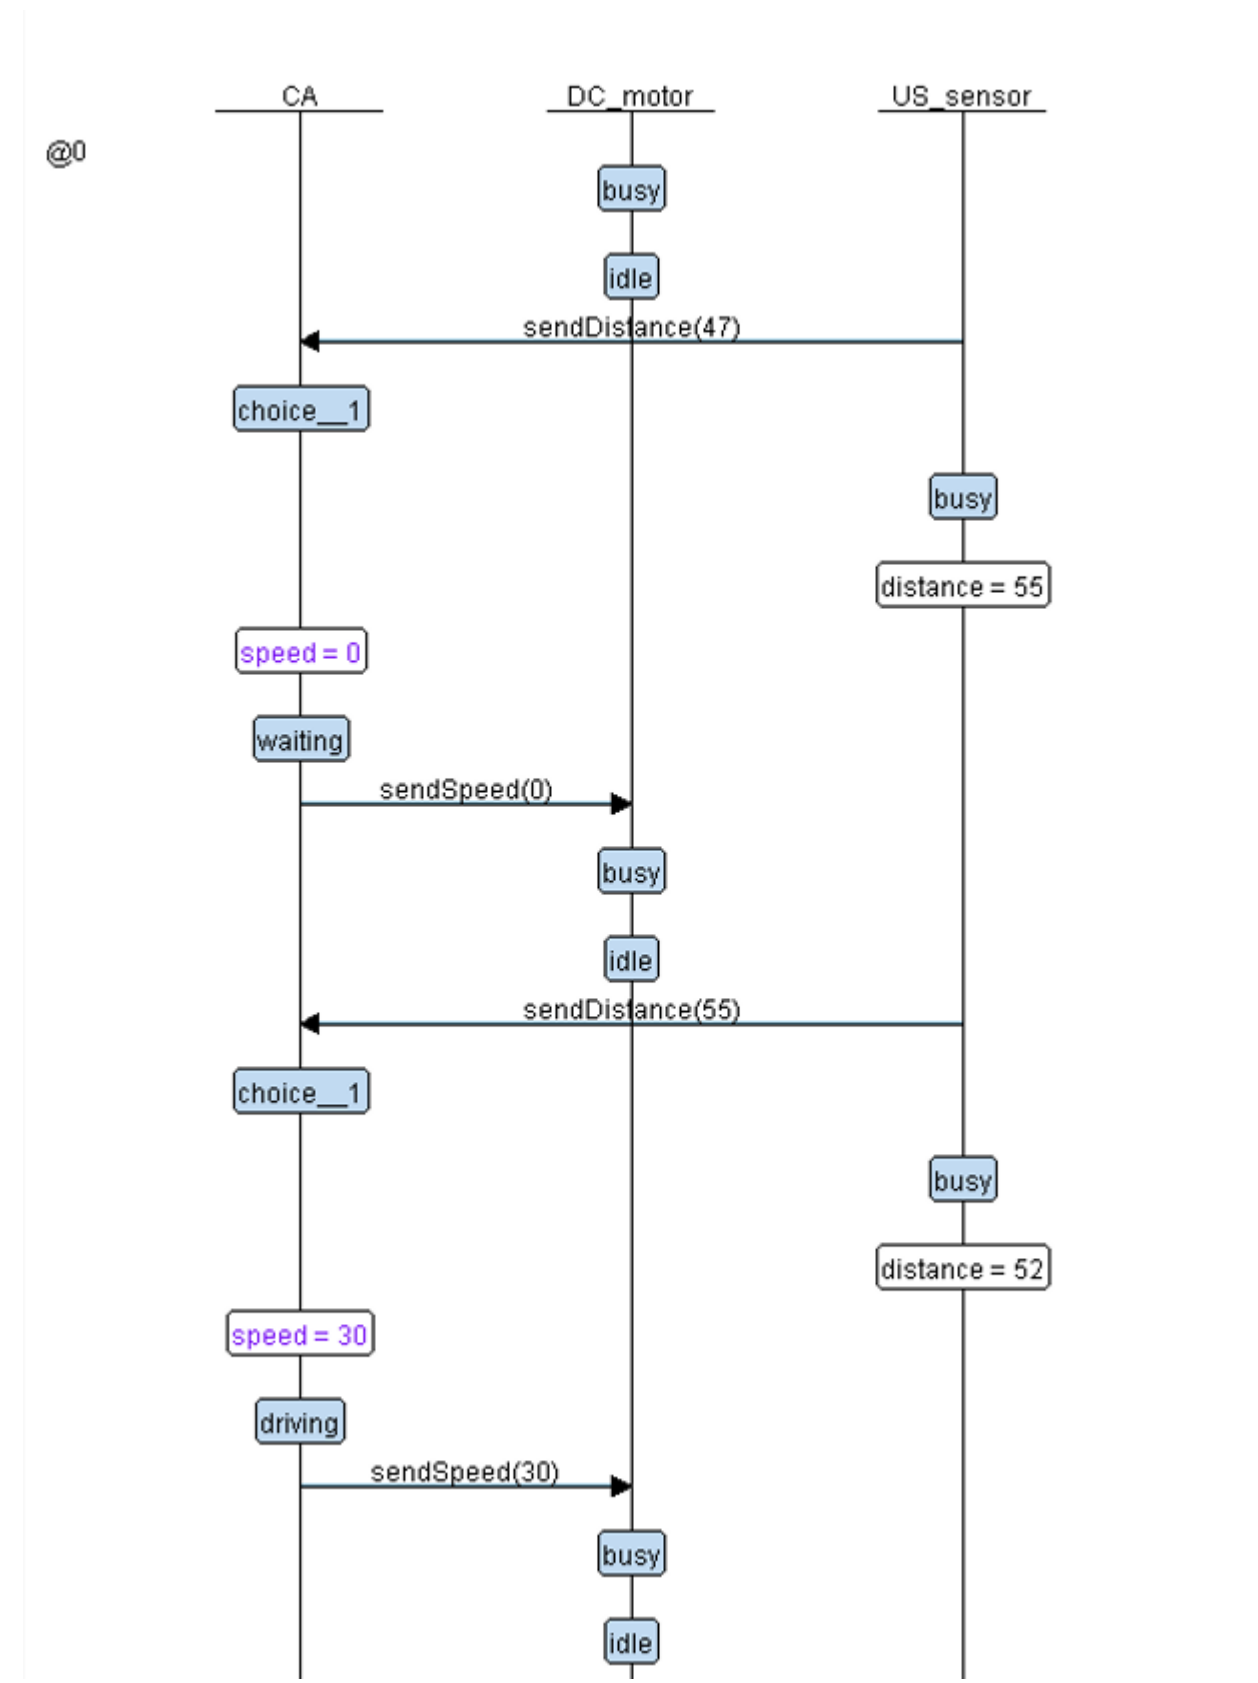 CA DC_motor US_sensor
@0
busy
idle
sendDistance(47)
choice__1
busy
distance = 55
speed = 0
waiting
sendSpeed(0)
busy
idle
sendDistance(55)
choice__1
busy
distance = 52
speed = 30
driving
sendSpeed(30)
busy
idle